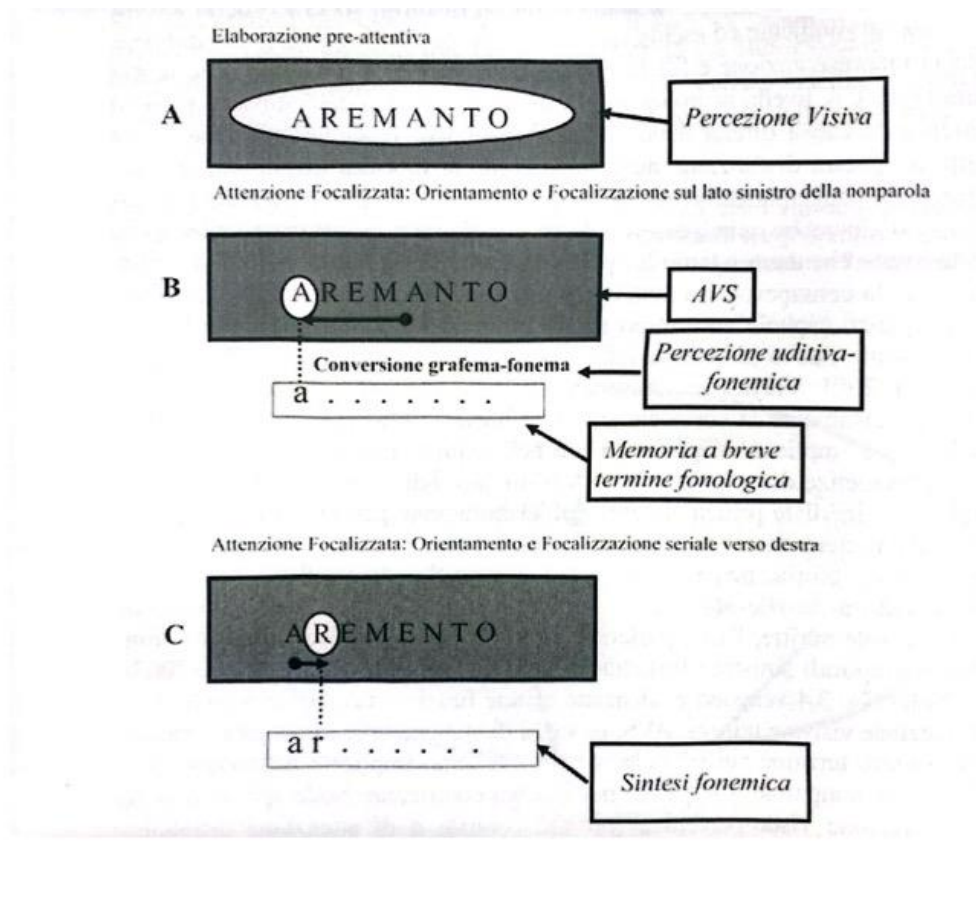 Elaborazione pre-attentiva
A
AREMANTO
Percezione Visiva
Attenzione Focalizzata: Orientamento e Focalizzazione sul lato sinistro della nonparola
B
AREMANTO
AVS
Conversione grafema-fonema
Percezione uditiva-
fonemica
a . . . . . . .
Memoria a breve
termine fonologica
Attenzione Focalizzata: Orientamento e Focalizzazione seriale verso destra
C
AREMENTO
a r . . . . . .
Sintesi fonemica